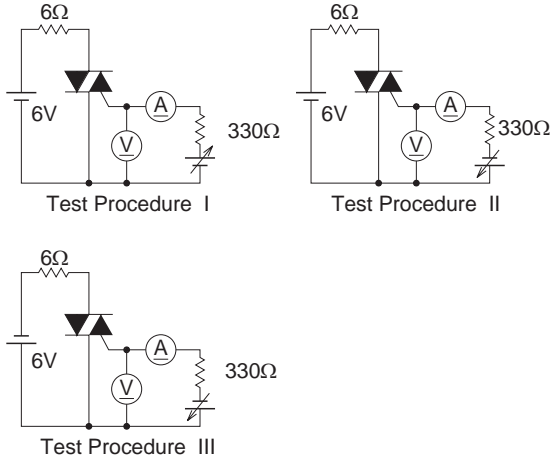 6Ω
6V
A
V
330Ω
Test Procedure I
6Ω
6V
A
V
330Ω
Test Procedure II
6Ω
6V
A
V
330Ω
Test Procedure III